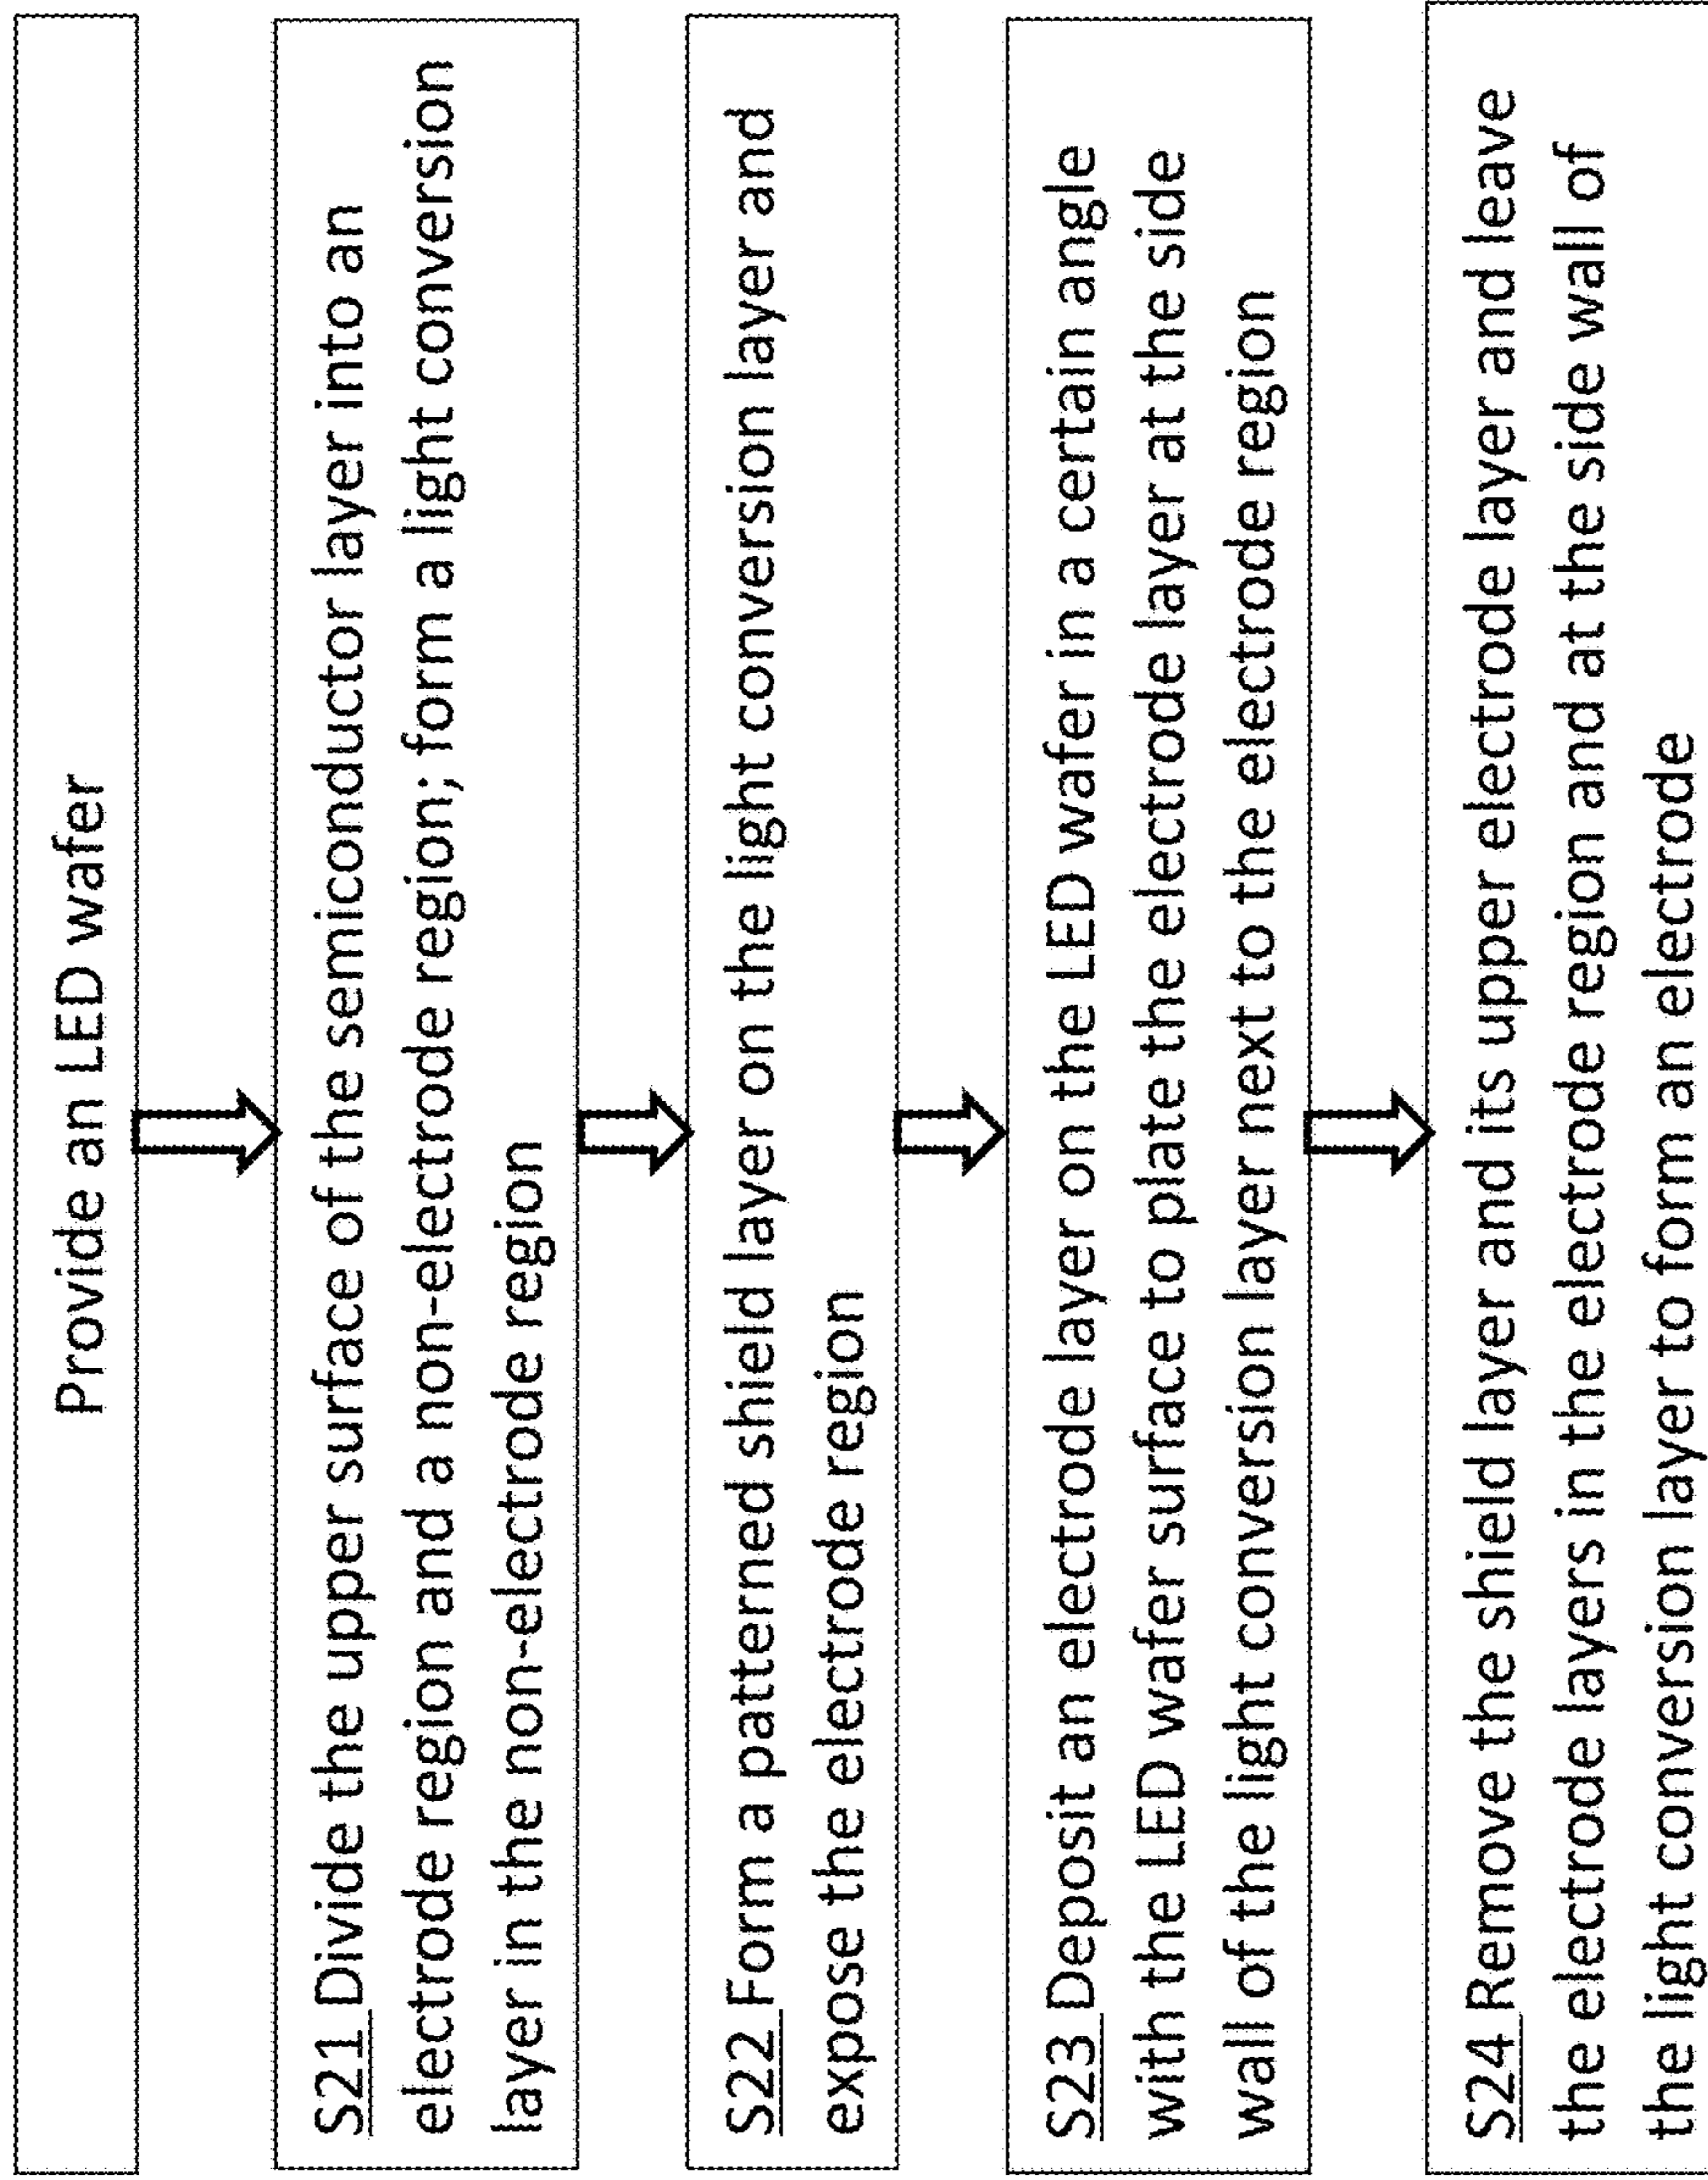 Provide an LED wafer
S21 Divide the upper surface of the semiconductor layer into an
electrode region and a non-electrode region; form a light conversion
layer in the non-electrode region
S22 Form a patterned shield layer on the light conversion layer and
expose the electrode region
S23 Deposit an electrode layer on the LED wafer in a certain angle
with the LED wafer surface to plate the electrode layer at the side
wall of the light conversion layer next to the electrode region
S24 Remove the shield layer and its upper electrode layer and leave
the electrode layers in the electrode region and at the side wall of
the light conversion layer to form an electrode